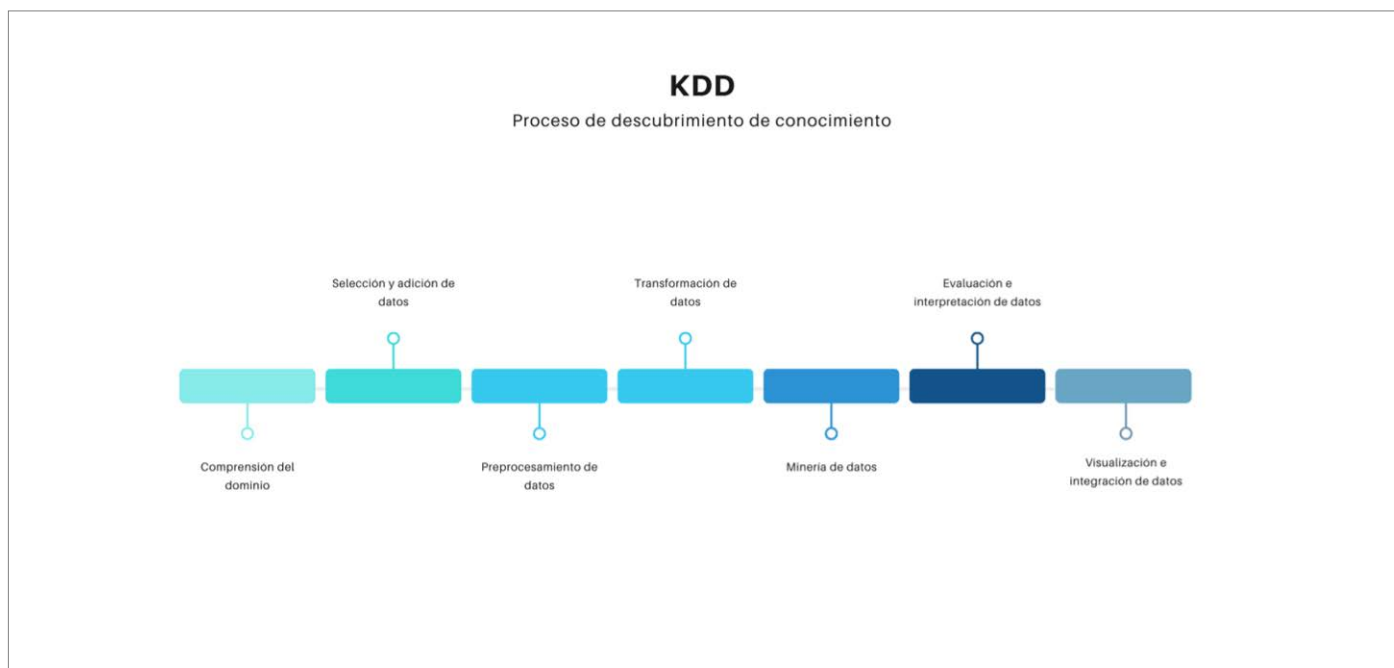 KDD
Proceso de descubrimiento de conocimiento
Selección y adición de
datos
Transformación de
datos
Evaluación e
interpretación de datos
Comprensión del
dominio
Preprocesamiento de
datos
Minería de datos
Visualización e
integración de datos